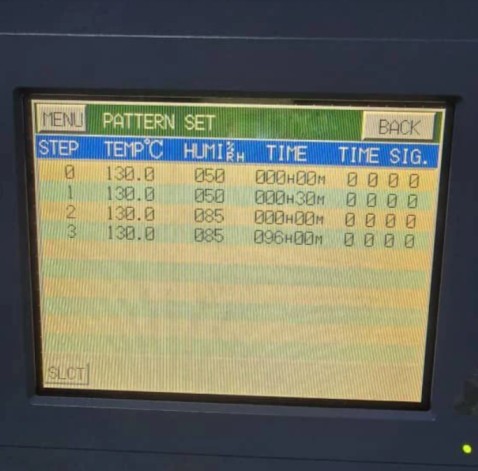 MENU PATTERN SET BACK
STEP TEMP°C HUMI%RH TIME TIME SIG.
0 130.0 050 000H00M 0 0 0 0
1 130.0 050 000H30M 0 0 0 0
2 130.0 085 000H00M 0 0 0 0
3 130.0 085 096H00M 0 0 0 0
SLCT